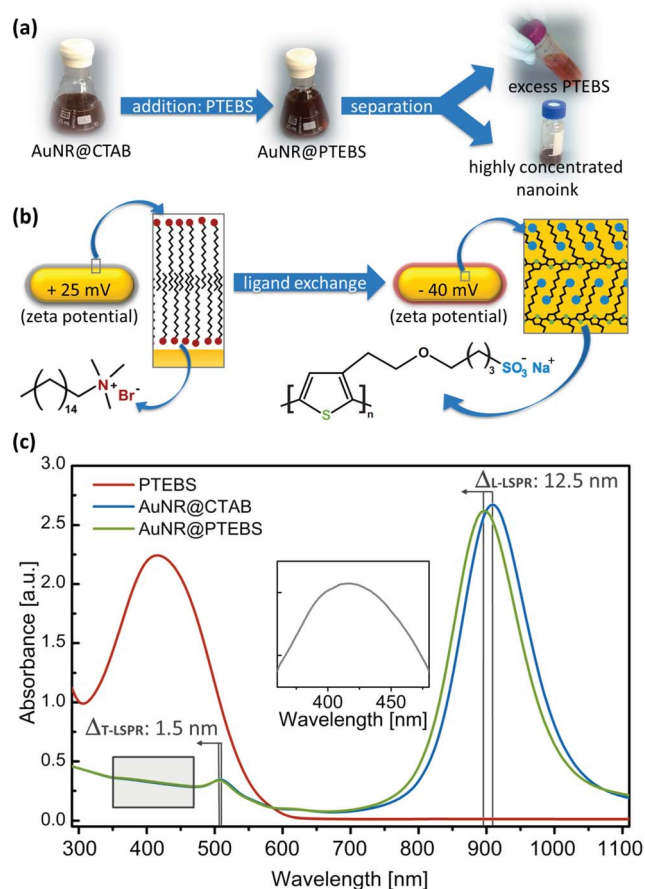 (a)
addition: PTEBS
separation
excess PTEBS
AuNR@CTAB
AuNR@PTEBS
highly concentrated
nanoink
(b)
+ 25 mV
(zeta potential)
ligand exchange
- 40 mV
(zeta potential)
( )14 N+ Br-
[ S ]n O ( )3 SO3- Na+
(c)
3.0
2.5
2.0
1.5
1.0
0.5
0.0
Absorbance [a.u.]
PTEBS
AuNR@CTAB
AuNR@PTEBS
ΔL-LSPR: 12.5 nm
400 450
Wavelength [nm]
ΔT-LSPR: 1.5 nm
300 400 500 600 700 800 900 1000 1100
Wavelength [nm]